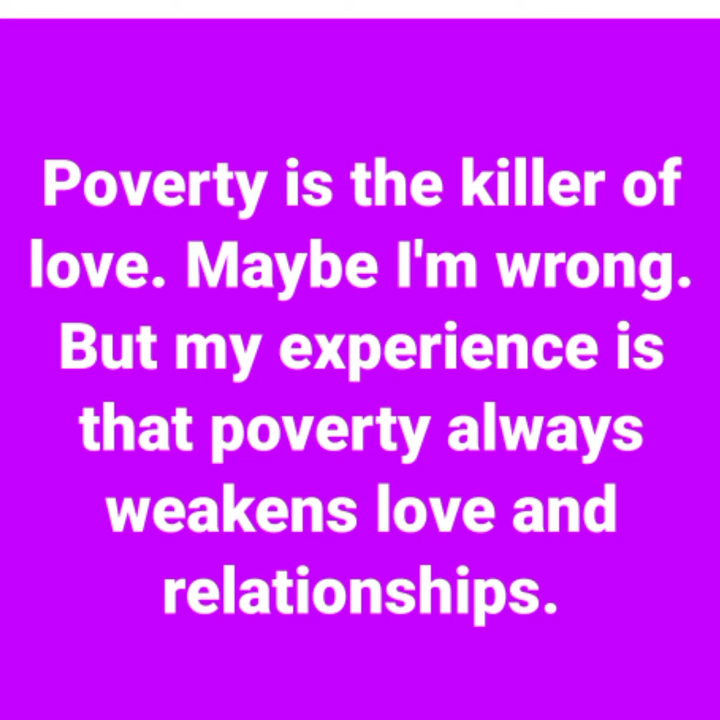 Poverty is the killer of
love. Maybe I'm wrong.
But my experience is
that poverty always
weakens love and
relationships.